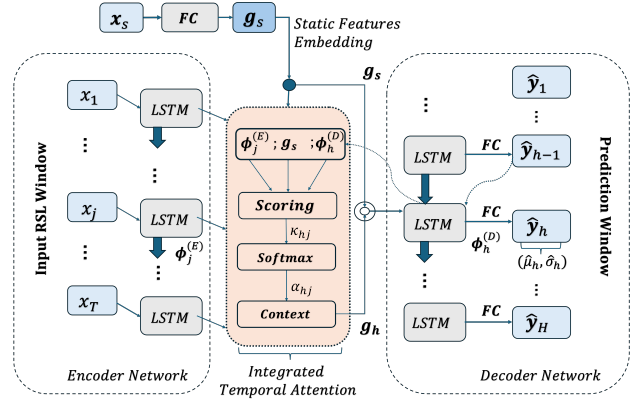 x_s
FC
g_s
Static Features
Embedding
g_s
Input RSL Window
x_1
LSTM
...
...
x_j
LSTM
ϕ_j^(E)
...
...
x_T
LSTM
Encoder Network
ϕ_j^(E) ; g_s ; ϕ_h^(D)
Scoring
κ_hj
Softmax
α_hj
Context
g_h
Integrated
Temporal Attention
...
ŷ_1
...
LSTM
FC
ŷ_{h−1}
LSTM
FC
ŷ_h
ϕ_h^(D)
(μ̂_h, σ̂_h)
...
...
LSTM
FC
ŷ_H
Decoder Network
Prediction Window